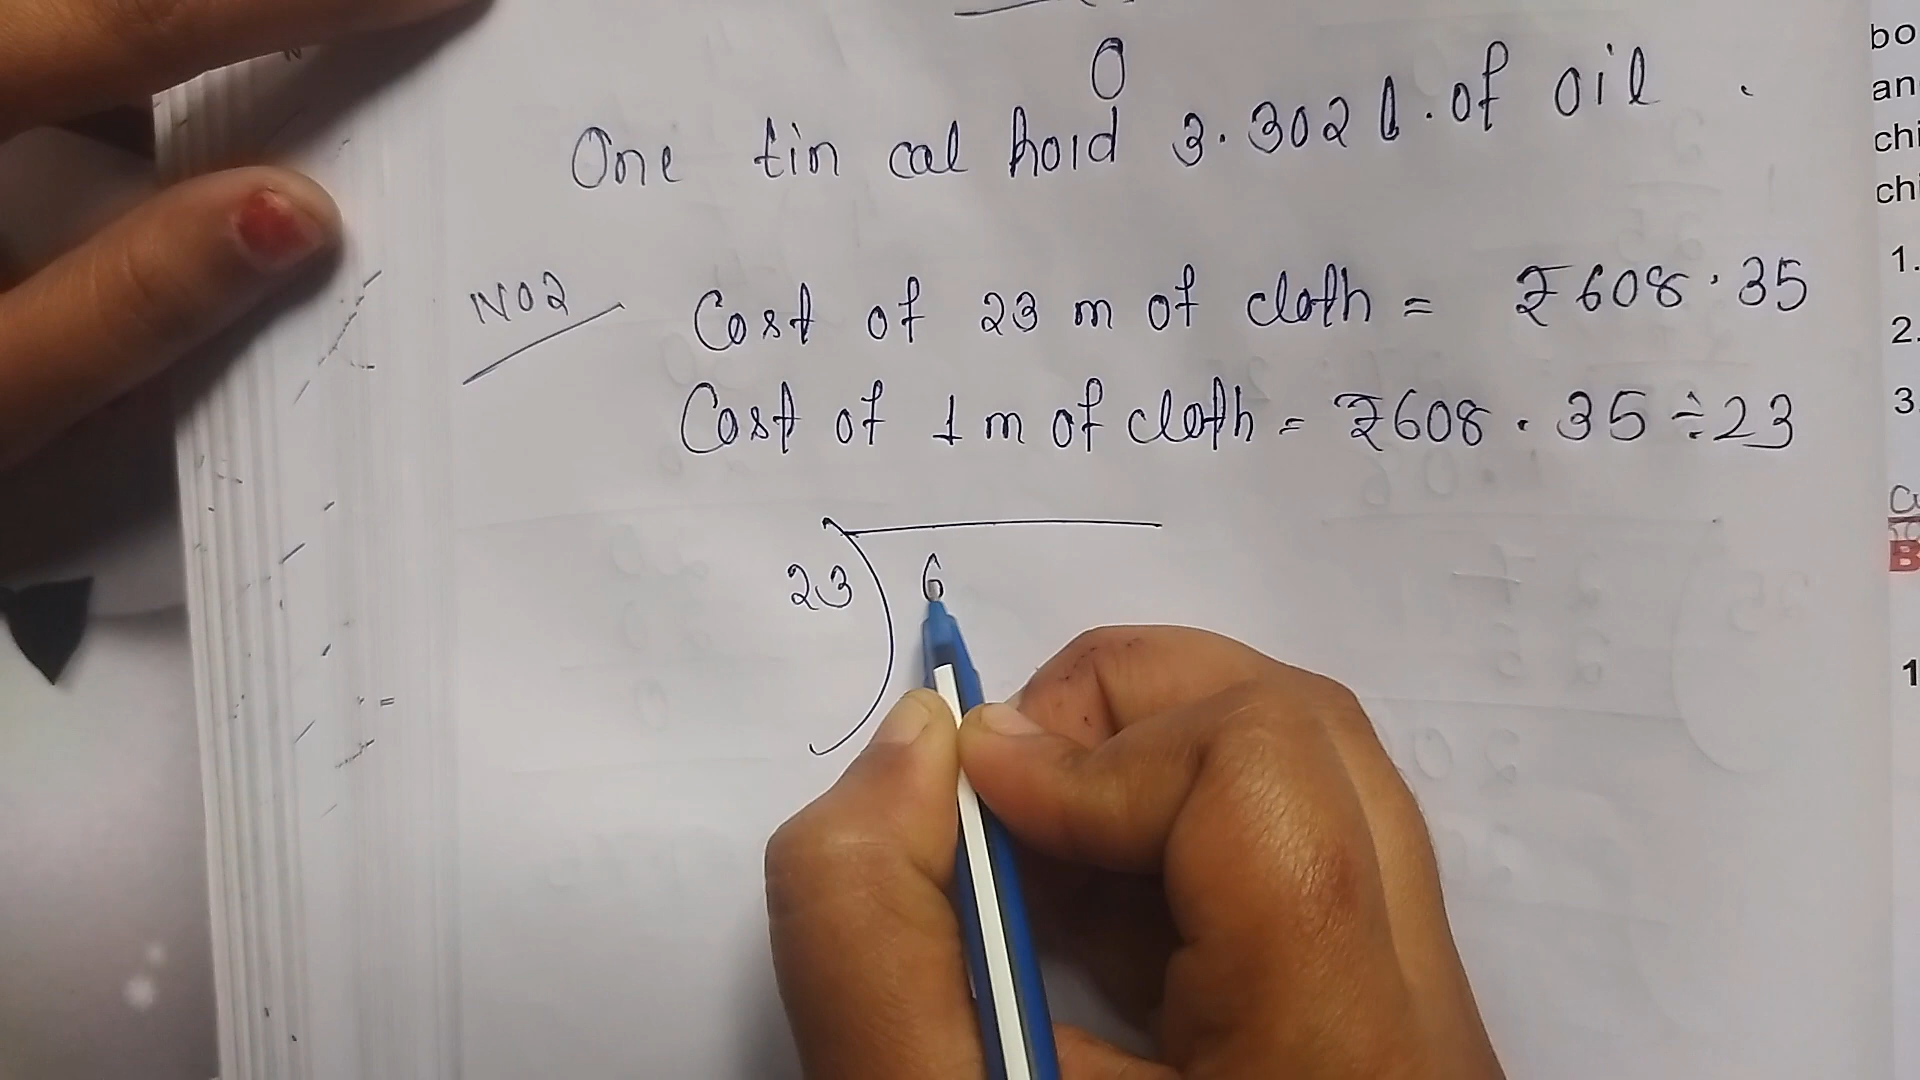 0
One tin cal hold 3.302 l. of oil .
NO2
Cost of 23 m of cloth = ₹608.35
Cost of 1 m of cloth = ₹608.35 ÷ 23
23 6
bo
an
chi
chi
1.
2.
3.
B
1